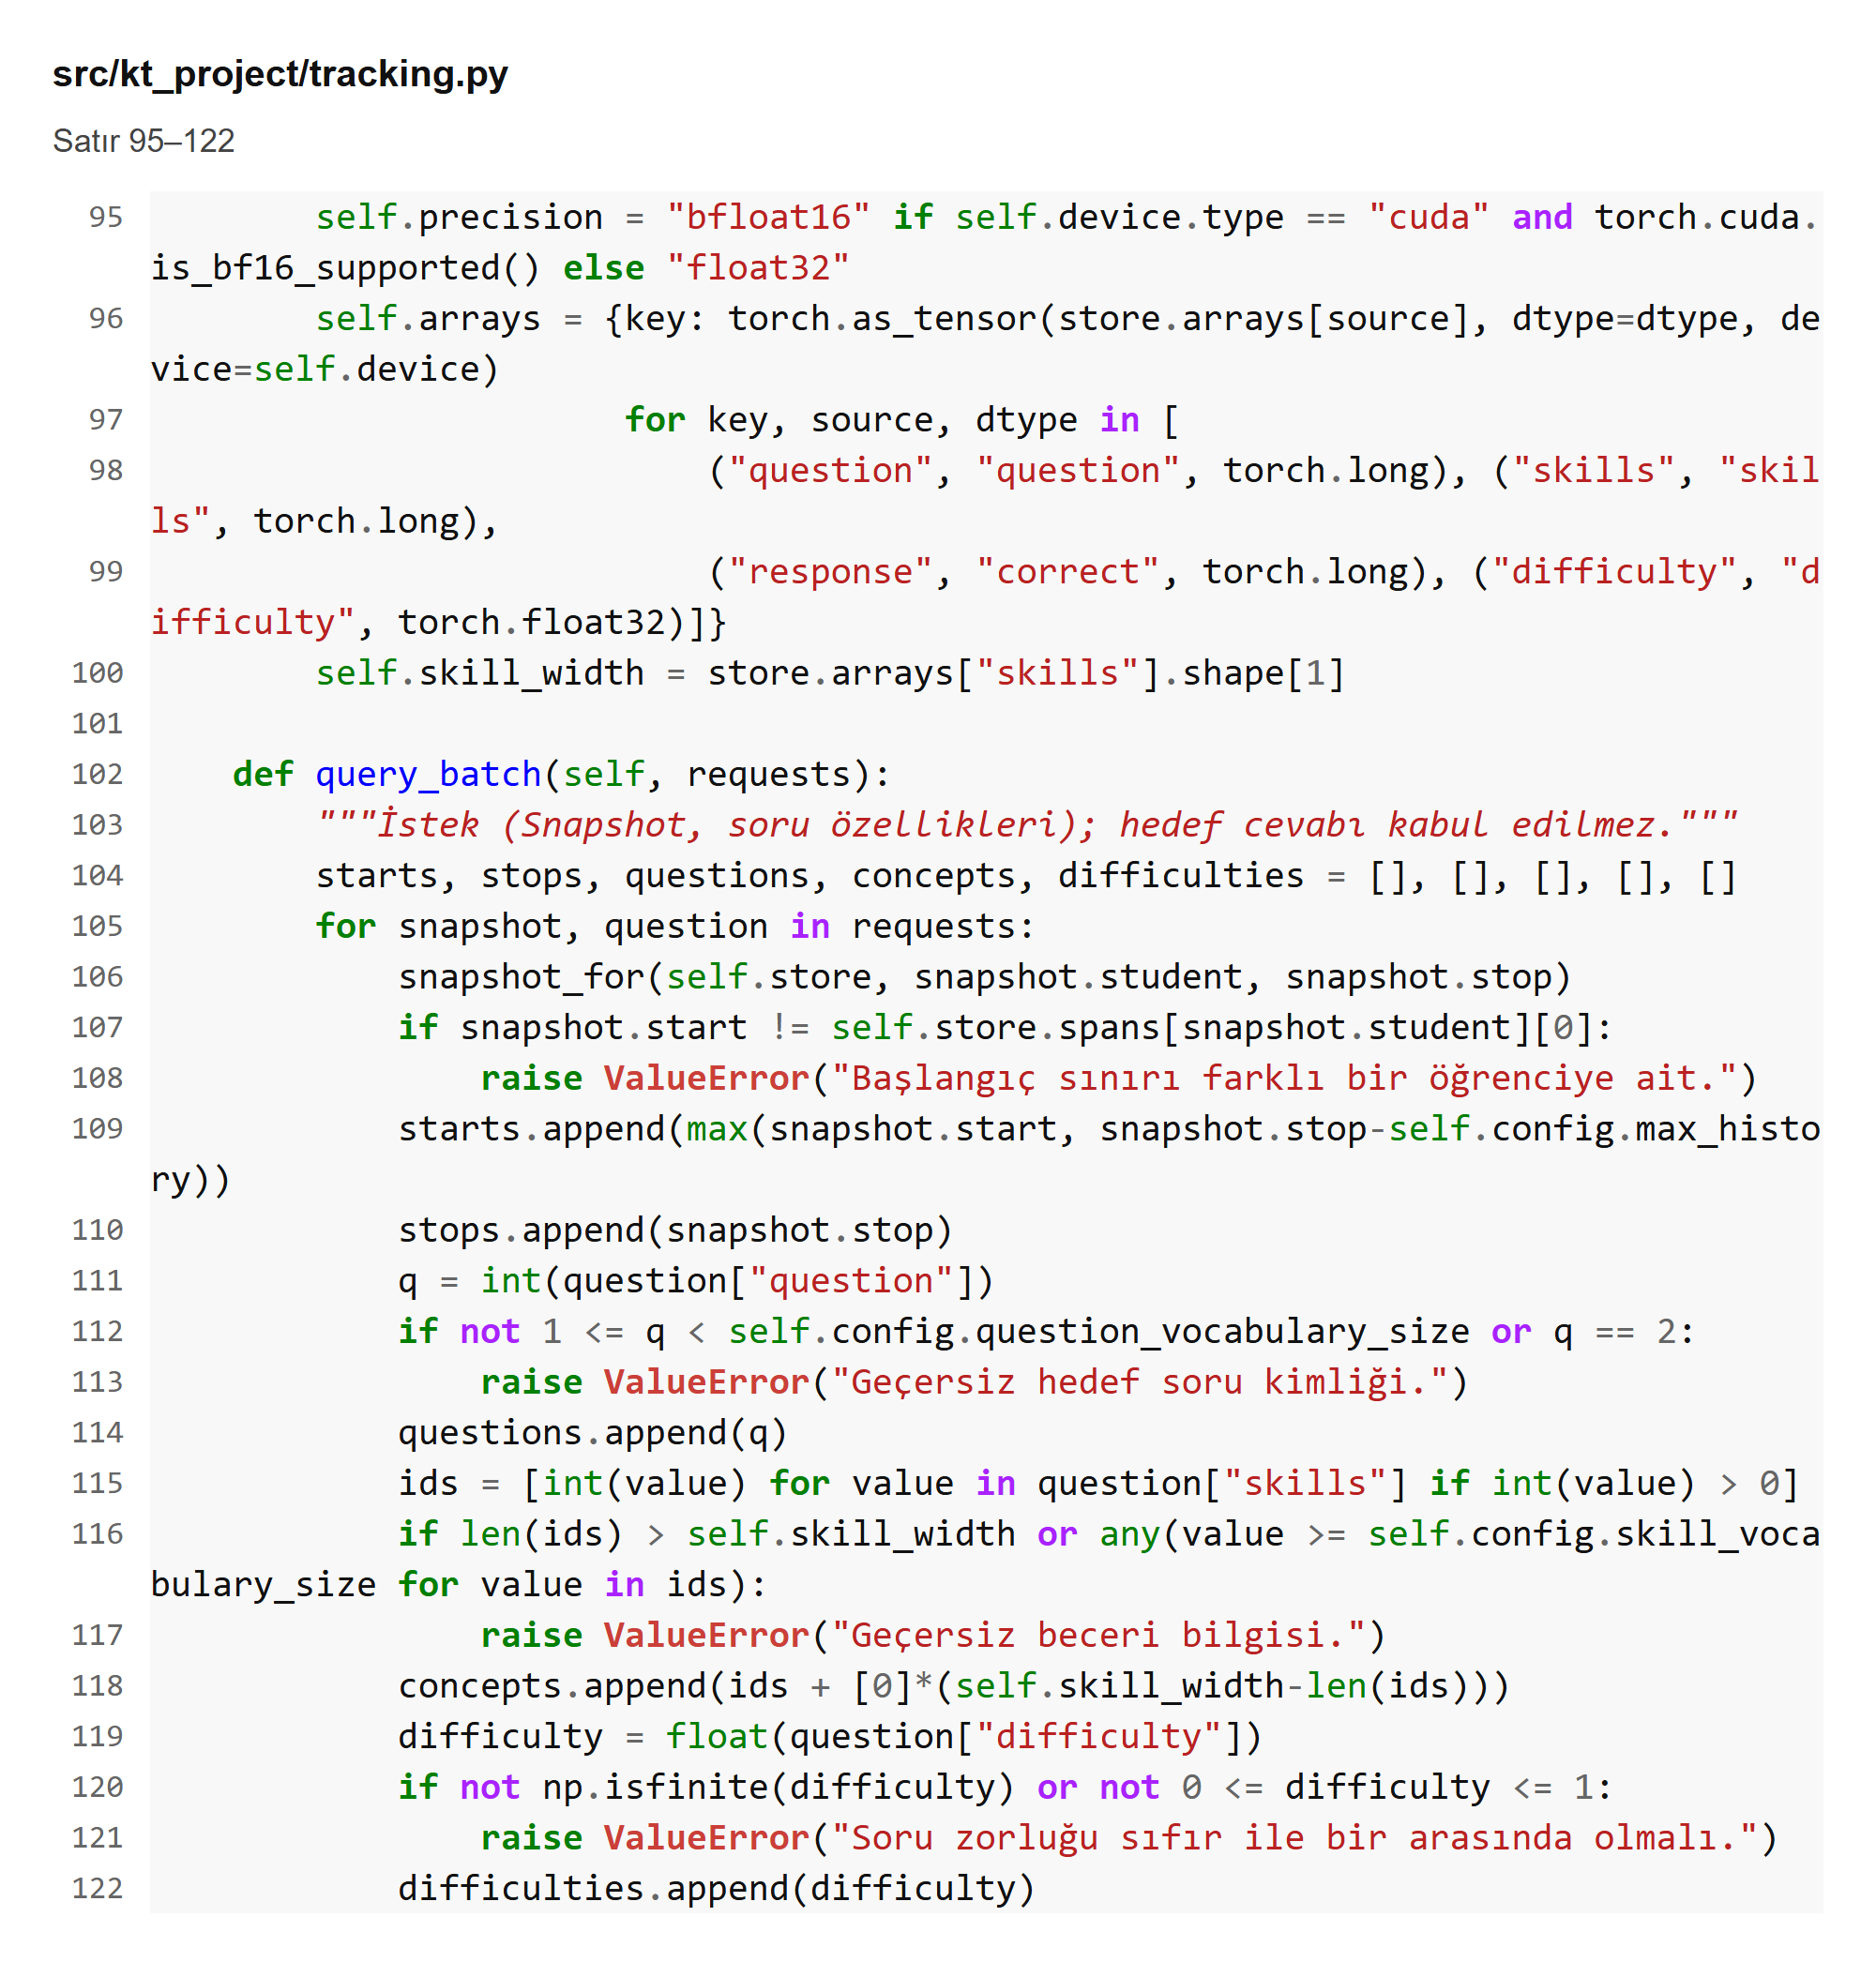 src/kt_project/tracking.py
Satır 95–122
95        self.precision = "bfloat16" if self.device.type == "cuda" and torch.cuda.
is_bf16_supported() else "float32"
96        self.arrays = {key: torch.as_tensor(store.arrays[source], dtype=dtype, de
vice=self.device)
97                       for key, source, dtype in [
98                           ("question", "question", torch.long), ("skills", "skil
ls", torch.long),
99                           ("response", "correct", torch.long), ("difficulty", "d
ifficulty", torch.float32)]}
100        self.skill_width = store.arrays["skills"].shape[1]
101
102    def query_batch(self, requests):
103        """İstek (Snapshot, soru özellikleri); hedef cevabı kabul edilmez."""
104        starts, stops, questions, concepts, difficulties = [], [], [], [], []
105        for snapshot, question in requests:
106            snapshot_for(self.store, snapshot.student, snapshot.stop)
107            if snapshot.start != self.store.spans[snapshot.student][0]:
108                raise ValueError("Başlangıç sınırı farklı bir öğrenciye ait.")
109            starts.append(max(snapshot.start, snapshot.stop-self.config.max_histo
ry))
110            stops.append(snapshot.stop)
111            q = int(question["question"])
112            if not 1 <= q < self.config.question_vocabulary_size or q == 2:
113                raise ValueError("Geçersiz hedef soru kimliği.")
114            questions.append(q)
115            ids = [int(value) for value in question["skills"] if int(value) > 0]
116            if len(ids) > self.skill_width or any(value >= self.config.skill_voca
bulary_size for value in ids):
117                raise ValueError("Geçersiz beceri bilgisi.")
118            concepts.append(ids + [0]*(self.skill_width-len(ids)))
119            difficulty = float(question["difficulty"])
120            if not np.isfinite(difficulty) or not 0 <= difficulty <= 1:
121                raise ValueError("Soru zorluğu sıfır ile bir arasında olmalı.")
122            difficulties.append(difficulty)